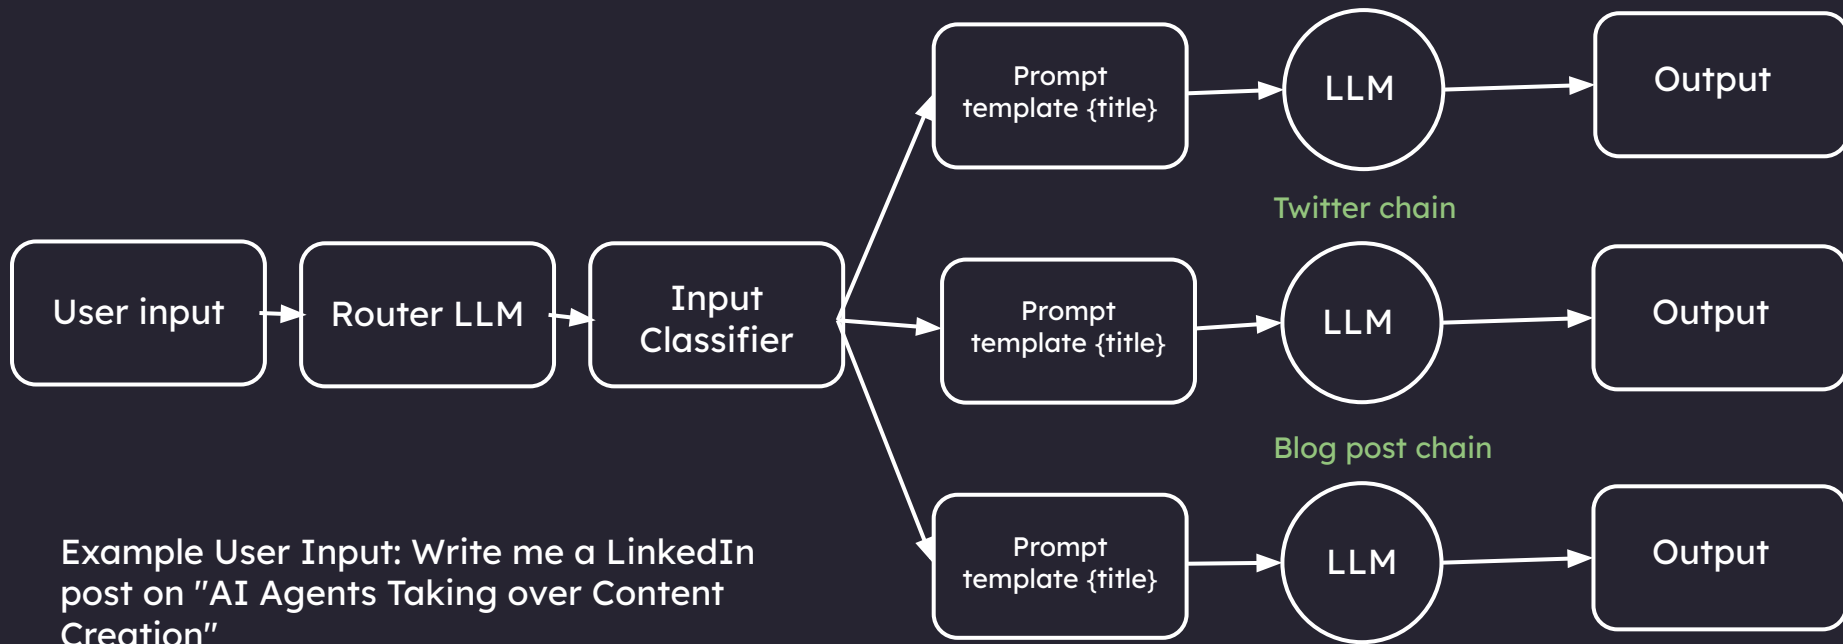 User input
Router LLM
Input
Classifier
Prompt
template {title}
LLM
Output
Twitter chain
Prompt
template {title}
LLM
Output
Blog post chain
Prompt
template {title}
LLM
Output
Example User Input: Write me a LinkedIn
post on "AI Agents Taking over Content
Creation"